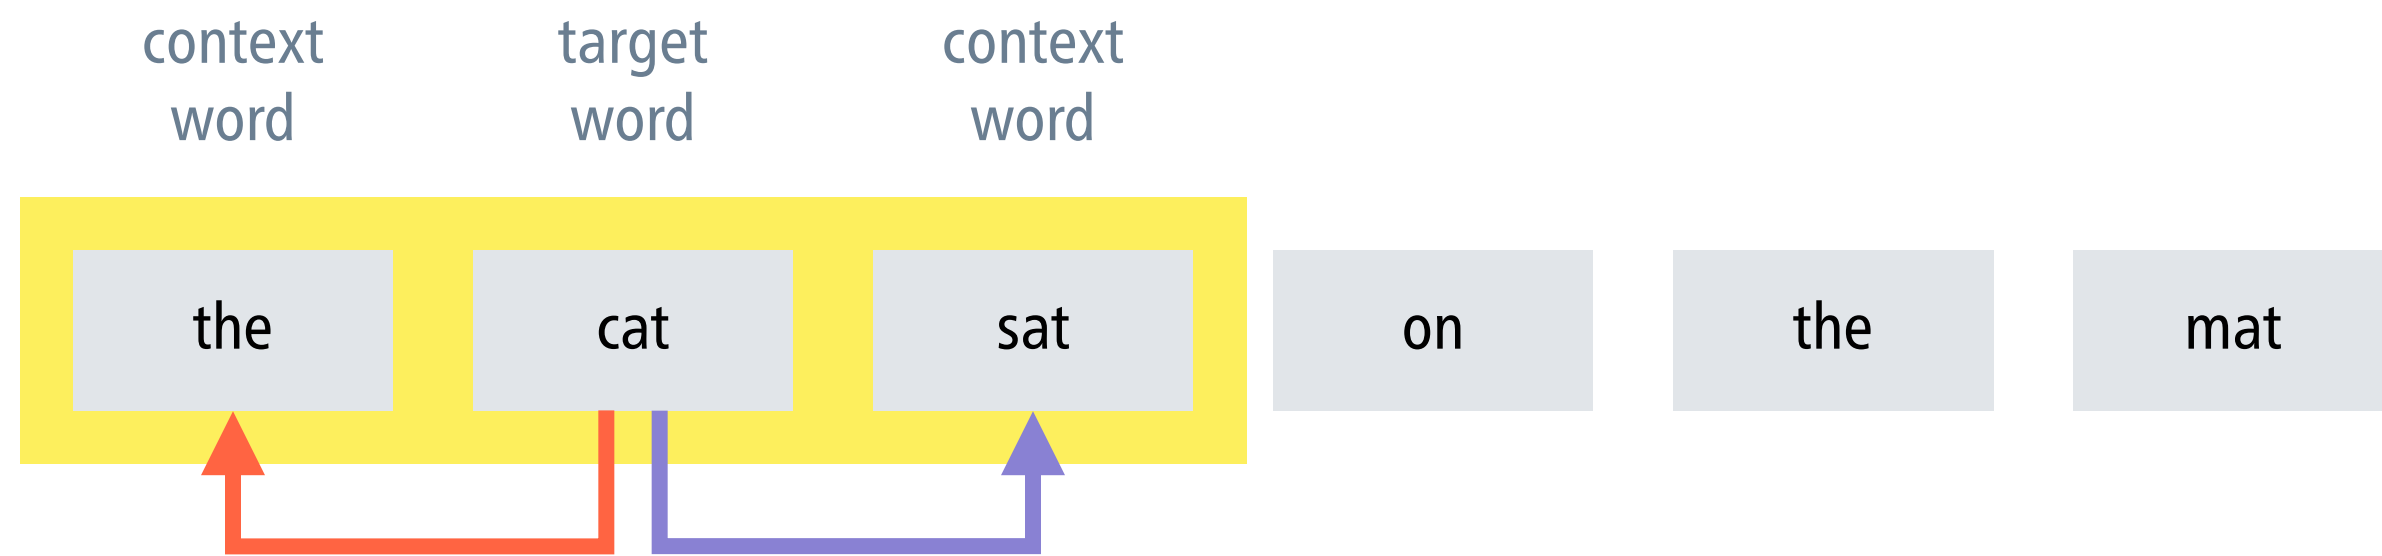 context
word
target
word
context
word
the cat sat on the mat